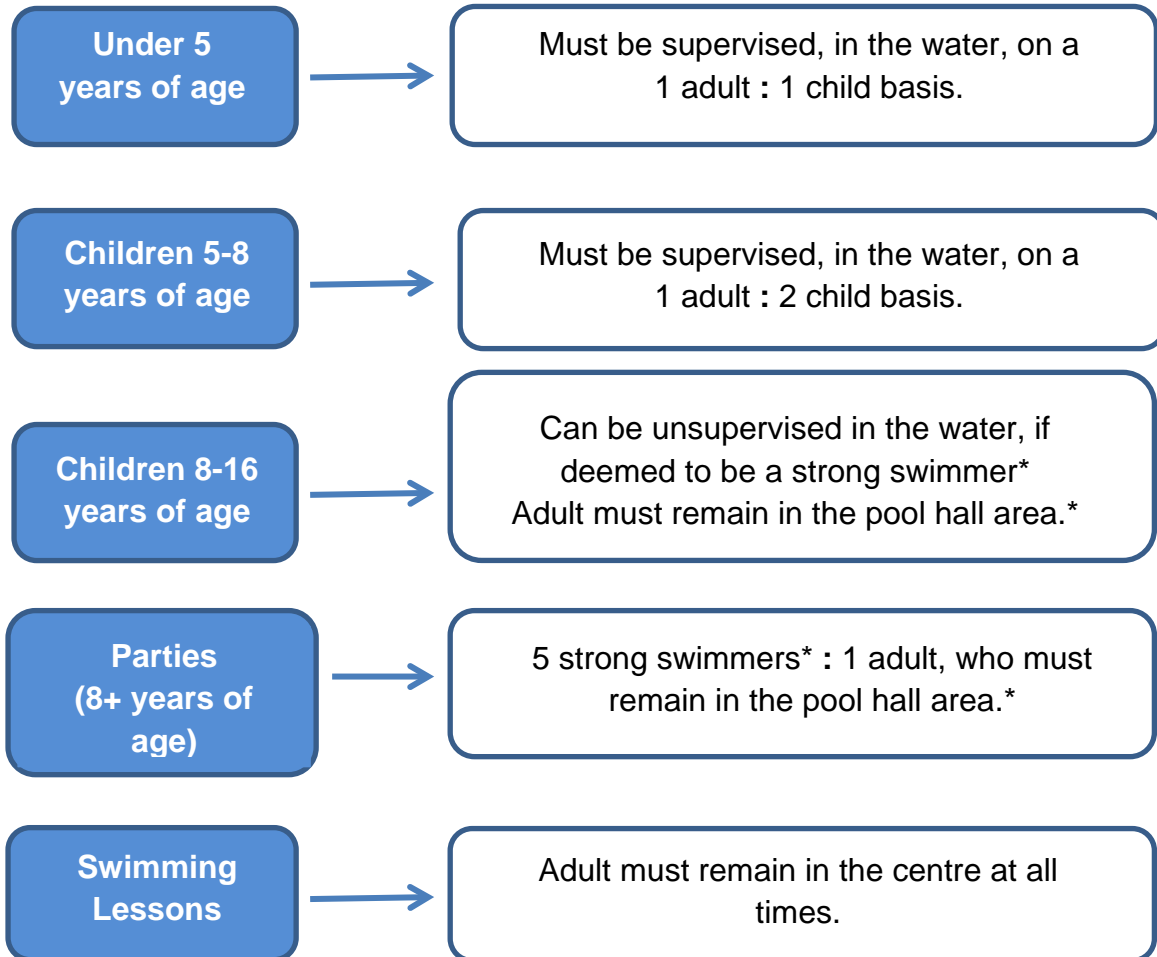 Under 5
years of age
Must be supervised, in the water, on a
1 adult : 1 child basis.
Children 5-8
years of age
Must be supervised, in the water, on a
1 adult : 2 child basis.
Children 8-16
years of age
Can be unsupervised in the water, if
deemed to be a strong swimmer*
Adult must remain in the pool hall area.*
Parties
(8+ years of
age)
5 strong swimmers* : 1 adult, who must
remain in the pool hall area.*
Swimming
Lessons
Adult must remain in the centre at all
times.